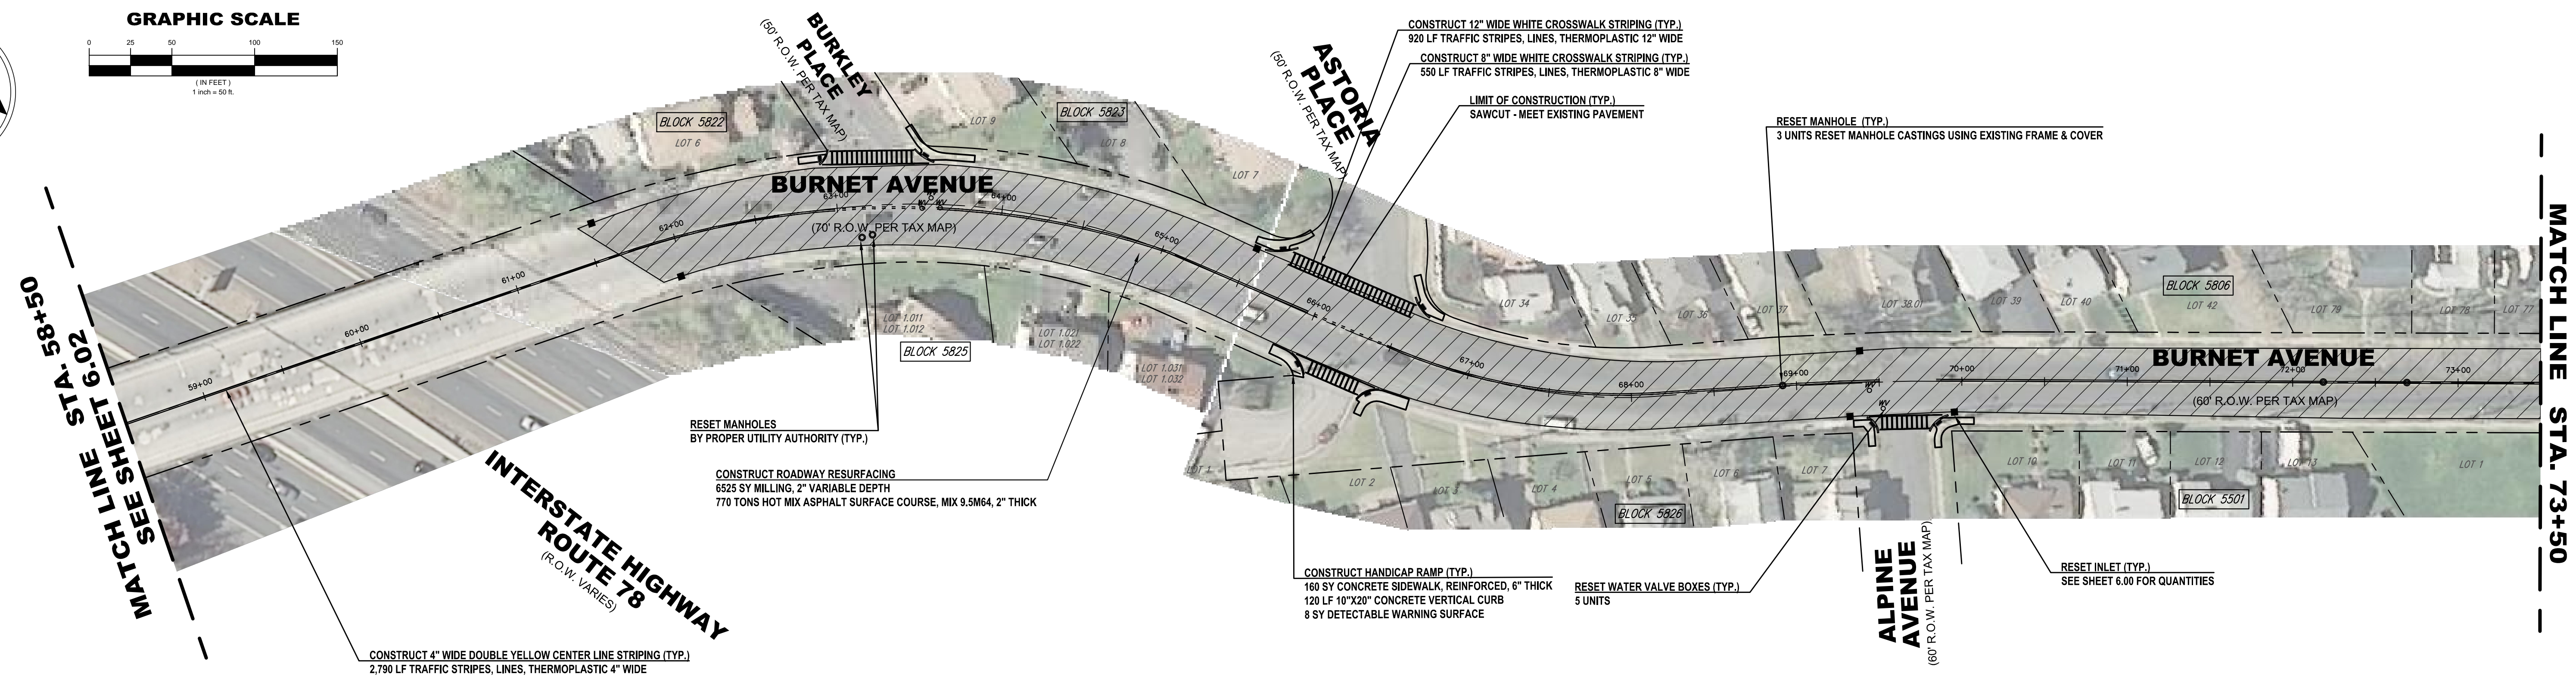 GRAPHIC SCALE
0 25 50 100 150
( IN FEET )
1 inch = 50 ft.
BURKLEY
PLACE
(50' R.O.W. PER TAX MAP)
ASTORIA
PLACE
(50' R.O.W. PER TAX MAP)
CONSTRUCT 12" WIDE WHITE CROSSWALK STRIPING (TYP.)
920 LF TRAFFIC STRIPES, LINES, THERMOPLASTIC 12" WIDE
CONSTRUCT 8" WIDE WHITE CROSSWALK STRIPING (TYP.)
550 LF TRAFFIC STRIPES, LINES, THERMOPLASTIC 8" WIDE
LIMIT OF CONSTRUCTION (TYP.)
SAWCUT - MEET EXISTING PAVEMENT
RESET MANHOLE (TYP.)
3 UNITS RESET MANHOLE CASTINGS USING EXISTING FRAME & COVER
BLOCK 5822
LOT 6
LOT 9
BLOCK 5823
LOT 8
LOT 7
BURNET AVENUE
(70' R.O.W. PER TAX MAP)
59+00
60+00
61+00
62+00
63+00
64+00
65+00
66+00
67+00
68+00
69+00
70+00
71+00
72+00
73+00
WV
WV
WV
WV
WV
LOT 34
LOT 35
LOT 36
LOT 37
LOT 38.01
LOT 39
LOT 40
BLOCK 5806
LOT 42
LOT 79
LOT 78
LOT 77
BURNET AVENUE
(60' R.O.W. PER TAX MAP)
MATCH LINE STA. 58+50
SEE SHEET 6.02
MATCH LINE STA. 73+50
LOT 1.011
LOT 1.012
BLOCK 5825
LOT 1.021
LOT 1.022
LOT 1.031
LOT 1.032
LOT 1
LOT 2
LOT 3
LOT 4
LOT 5
LOT 6
LOT 7
BLOCK 5826
LOT 10
LOT 11
LOT 12
LOT 13
LOT 1
BLOCK 5501
RESET MANHOLES
BY PROPER UTILITY AUTHORITY (TYP.)
CONSTRUCT ROADWAY RESURFACING
6525 SY MILLING, 2" VARIABLE DEPTH
770 TONS HOT MIX ASPHALT SURFACE COURSE, MIX 9.5M64, 2" THICK
INTERSTATE HIGHWAY
ROUTE 78
(R.O.W. VARIES)
CONSTRUCT HANDICAP RAMP (TYP.)
160 SY CONCRETE SIDEWALK, REINFORCED, 6" THICK
120 LF 10"X20" CONCRETE VERTICAL CURB
8 SY DETECTABLE WARNING SURFACE
RESET WATER VALVE BOXES (TYP.)
5 UNITS
ALPINE
AVENUE
(60' R.O.W. PER TAX MAP)
RESET INLET (TYP.)
SEE SHEET 6.00 FOR QUANTITIES
CONSTRUCT 4" WIDE DOUBLE YELLOW CENTER LINE STRIPING (TYP.)
2,790 LF TRAFFIC STRIPES, LINES, THERMOPLASTIC 4" WIDE